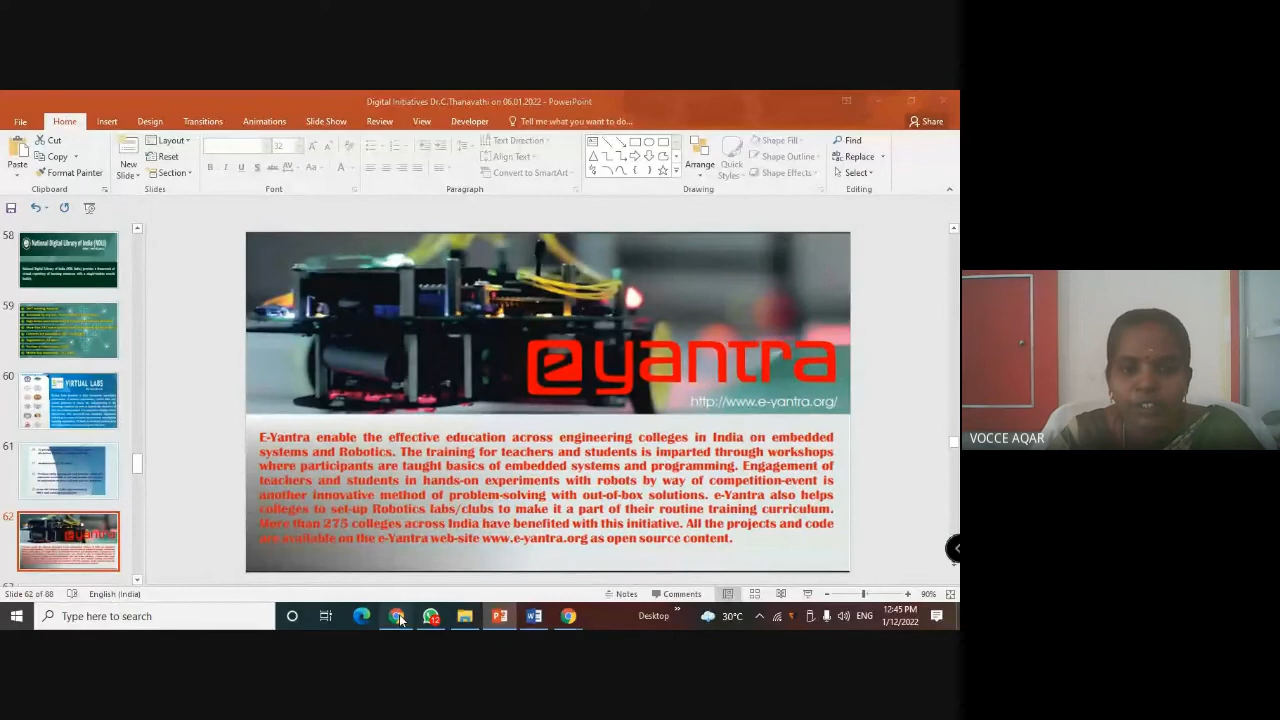 Digital Initiatives Dr.C.Thanavathi on 06.01.2022 - PowerPoint
File Home Insert Design Transitions Animations Slide Show Review View Developer Tell me what you want to do... Share
Cut Layout 32 Text Direction Shape Fill Find
Paste Copy New Slide Reset Align Text Arrange Quick Styles Shape Outline Replace
Format Painter Section Convert to SmartArt Shape Effects Select
Clipboard Slides Font Paragraph Drawing Editing
58
National Digital Library of India (NDLI)
59
60
VIRTUAL LABS
61
62
eyantra
eyantra
http://www.e-yantra.org/
E-Yantra enable the effective education across engineering colleges in India on embedded
systems and Robotics. The training for teachers and students is imparted through workshops
where participants are taught basics of embedded systems and programming. Engagement of
teachers and students in hands-on experiments with robots by way of competition-event is
another innovative method of problem-solving with out-of-box solutions. e-Yantra also helps
colleges to set-up Robotics labs/clubs to make it a part of their routine training curriculum.
More than 275 colleges across India have benefited with this initiative. All the projects and code
are available on the e-Yantra web-site www.e-yantra.org as open source content.
VOCCE AQAR
Slide 62 of 88 English (India) Notes Comments 90%
Type here to search 12 Desktop 30°C ENG 12:45 PM
1/12/2022